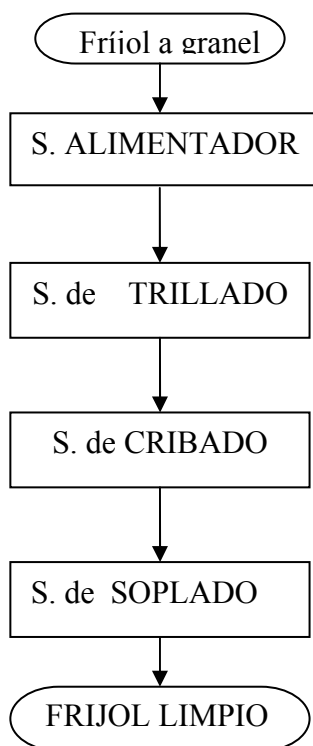 Fríjol a granel
S. ALIMENTADOR
S. de TRILLADO
S. de CRIBADO
S. de SOPLADO
FRIJOL LIMPIO